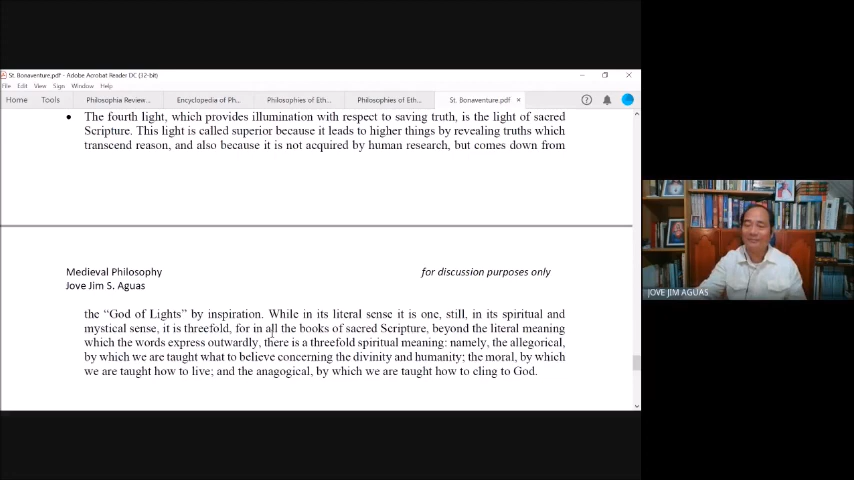 St. Bonaventure.pdf - Adobe Acrobat Reader DC (32-bit)
File Edit View Sign Window Help
Home Tools Philosophia Review... Encyclopedia of Ph... Philosophies of Eth... Philosophies of Eth... St. Bonaventure.pdf ×
• The fourth light, which provides illumination with respect to saving truth, is the light of sacred
Scripture. This light is called superior because it leads to higher things by revealing truths which
transcend reason, and also because it is not acquired by human research, but comes down from
Medieval Philosophy for discussion purposes only
Jove Jim S. Aguas
the “God of Lights” by inspiration. While in its literal sense it is one, still, in its spiritual and
mystical sense, it is threefold, for in all the books of sacred Scripture, beyond the literal meaning
which the words express outwardly, there is a threefold spiritual meaning: namely, the allegorical,
by which we are taught what to believe concerning the divinity and humanity; the moral, by which
we are taught how to live; and the anagogical, by which we are taught how to cling to God.
JOVE JIM AGUAS